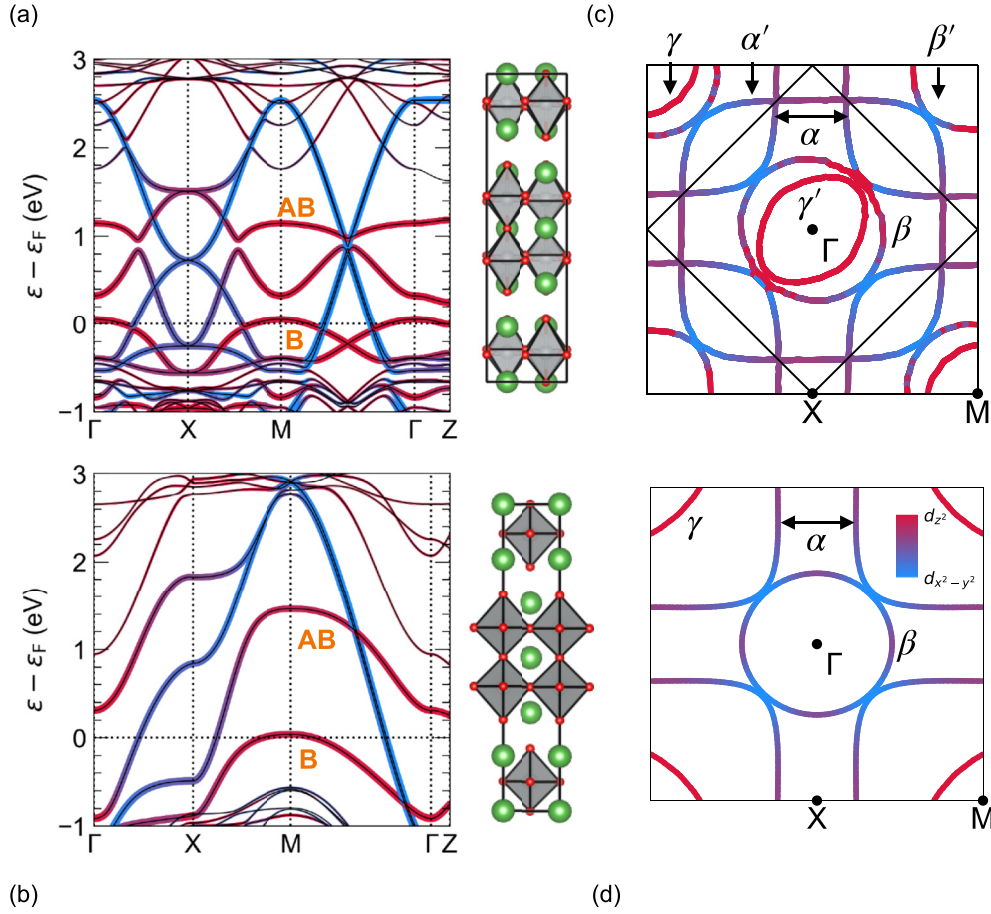 (a)
ε − ε_F (eV)
3
2
1
0
−1
AB
B
Γ X M Γ Z
(c)
γ α′ β′
α
γ′
Γ
β
X
M
ε − ε_F (eV)
3
2
1
0
−1
AB
B
Γ X M Γ Z
γ
α
d_{z²}
d_{x²−y²}
Γ
β
X
M
(b)
(d)